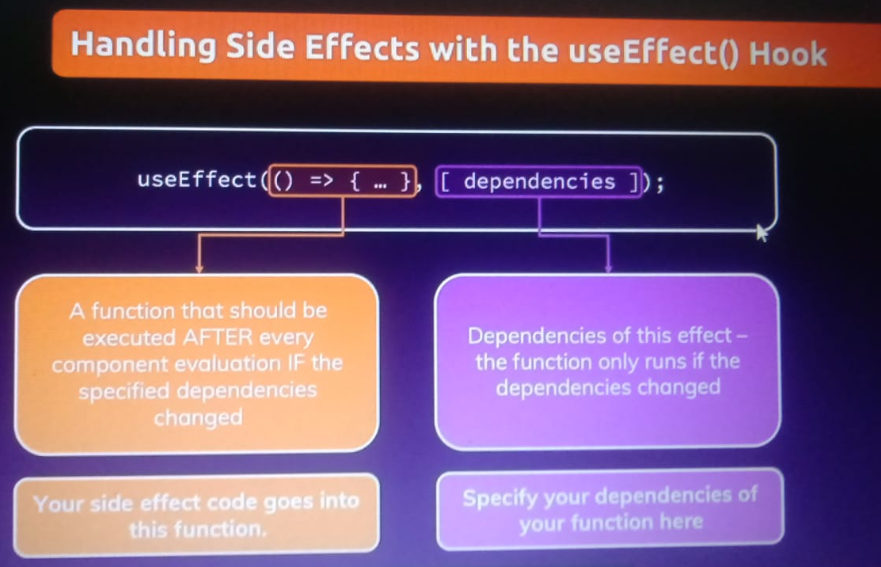 Handling Side Effects with the useEffect() Hook
useEffect(() => { … }, [ dependencies ]);
A function that should be
executed AFTER every
component evaluation IF the
specified dependencies
changed
Dependencies of this effect –
the function only runs if the
dependencies changed
Your side effect code goes into
this function.
Specify your dependencies of
your function here